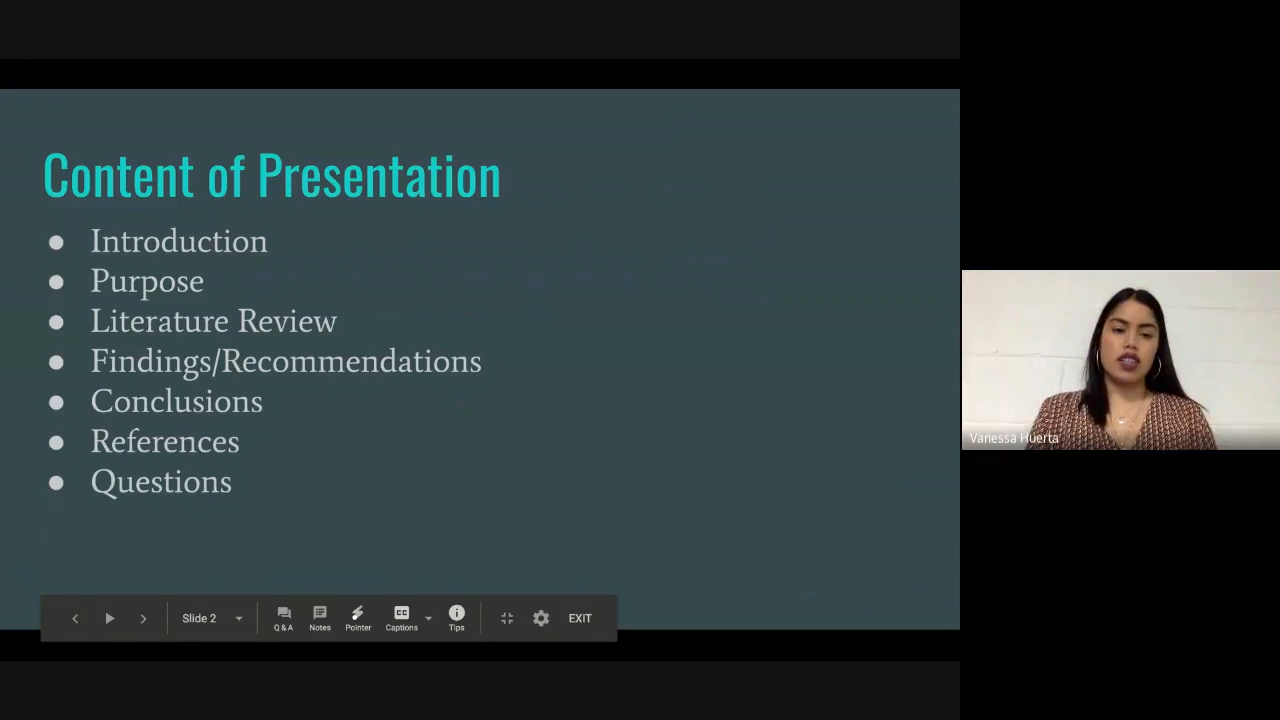 Content of Presentation
● Introduction
● Purpose
● Literature Review
● Findings/Recommendations
● Conclusions
● References
● Questions
Vanessa Huerta
Slide 2
Q & A
Notes
Pointer
CC
Captions
Tips
EXIT